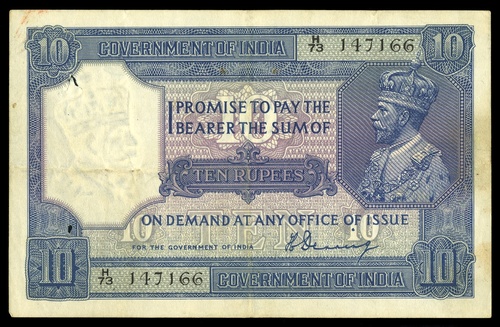 10 GOVERNMENT OF INDIA H/73 147166 10
I PROMISE TO PAY THE
BEARER THE SUM OF
10
TEN RUPEES
ON DEMAND AT ANY OFFICE OF ISSUE
10 FOR THE GOVERNMENT OF INDIA 10
TEN
10 H/73 147166 GOVERNMENT OF INDIA 10